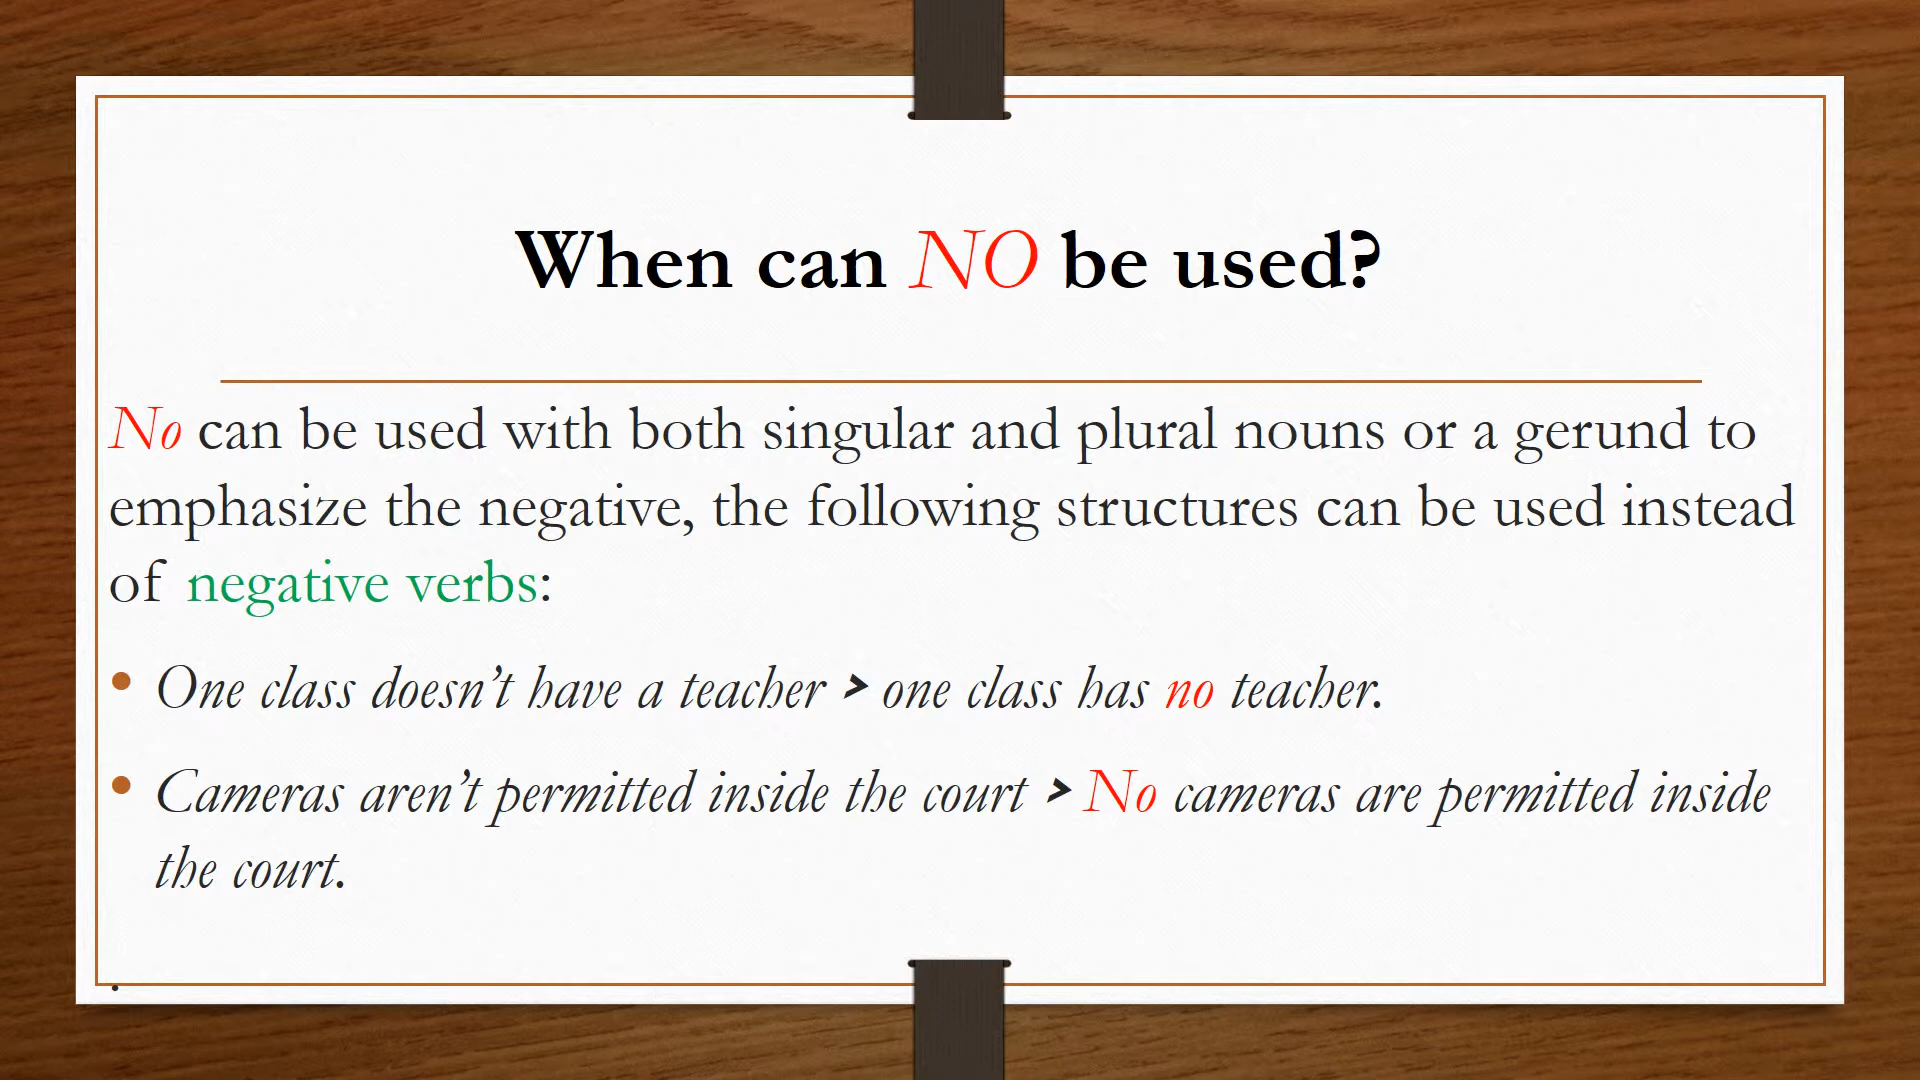 When can NO be used?
No can be used with both singular and plural nouns or a gerund to
emphasize the negative, the following structures can be used instead
of negative verbs:
• One class doesn’t have a teacher > one class has no teacher.
• Cameras aren’t permitted inside the court > No cameras are permitted inside
the court.
.